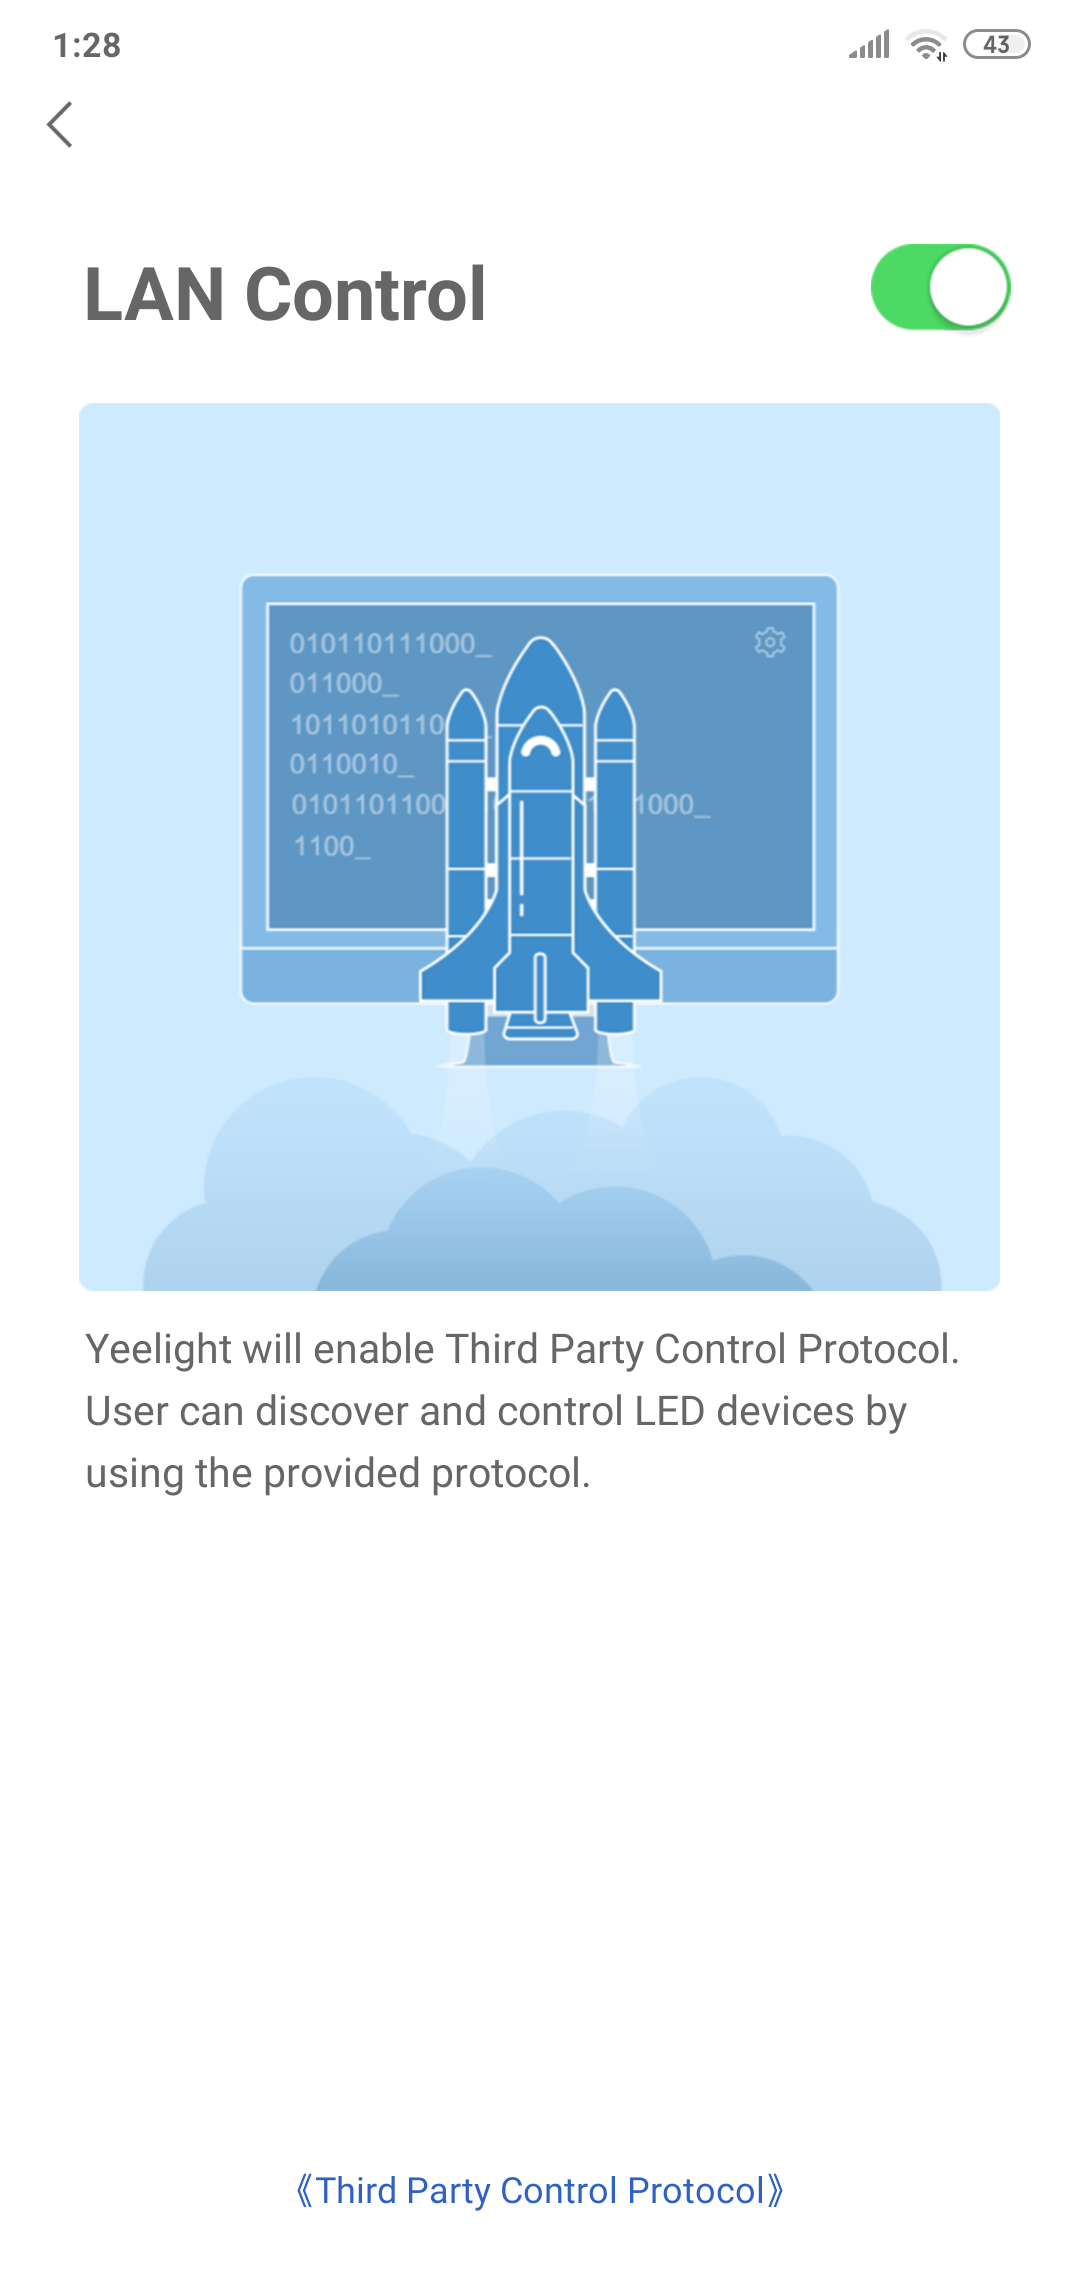 1:28
43
LAN Control
010110111000_
011000_
1011010110
0110010_
0101101100 1000_
1100_
Yeelight will enable Third Party Control Protocol.
User can discover and control LED devices by
using the provided protocol.
《Third Party Control Protocol》